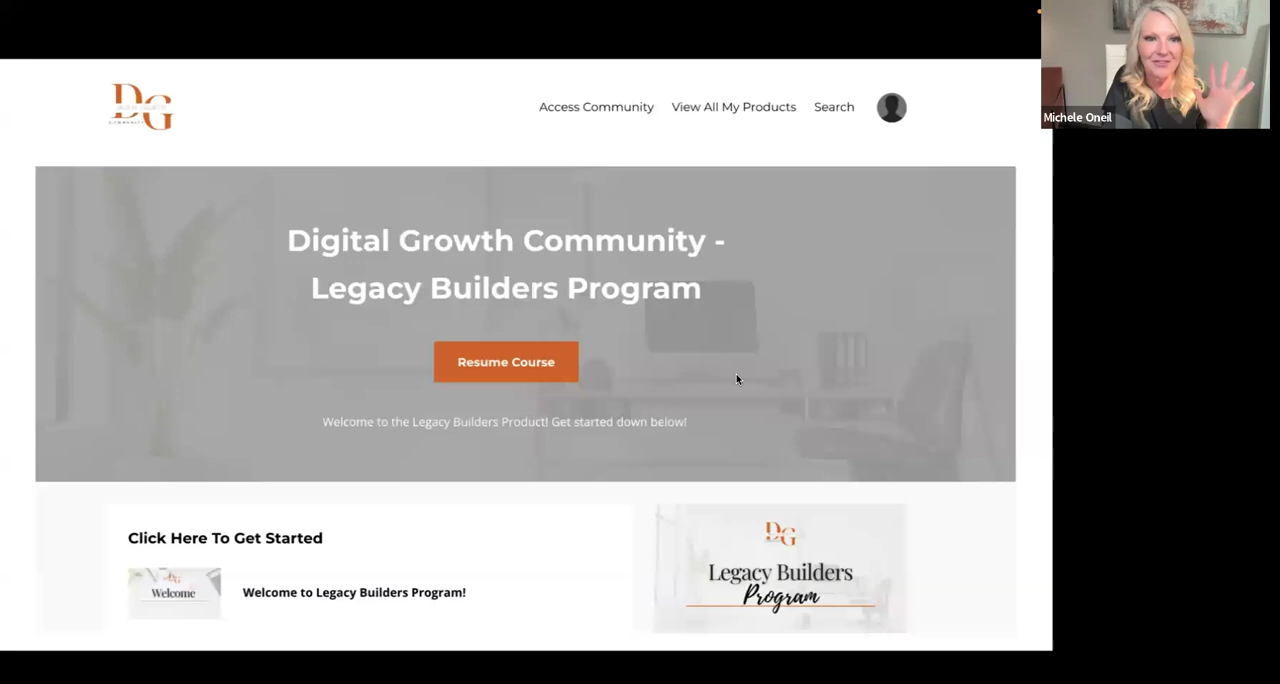 Michele Oneil
DG
Access Community
View All My Products
Search
Digital Growth Community -
Legacy Builders Program
Resume Course
Welcome to the Legacy Builders Product! Get started down below!
Click Here To Get Started
DG
Welcome
Welcome to Legacy Builders Program!
DG
Legacy Builders
Program